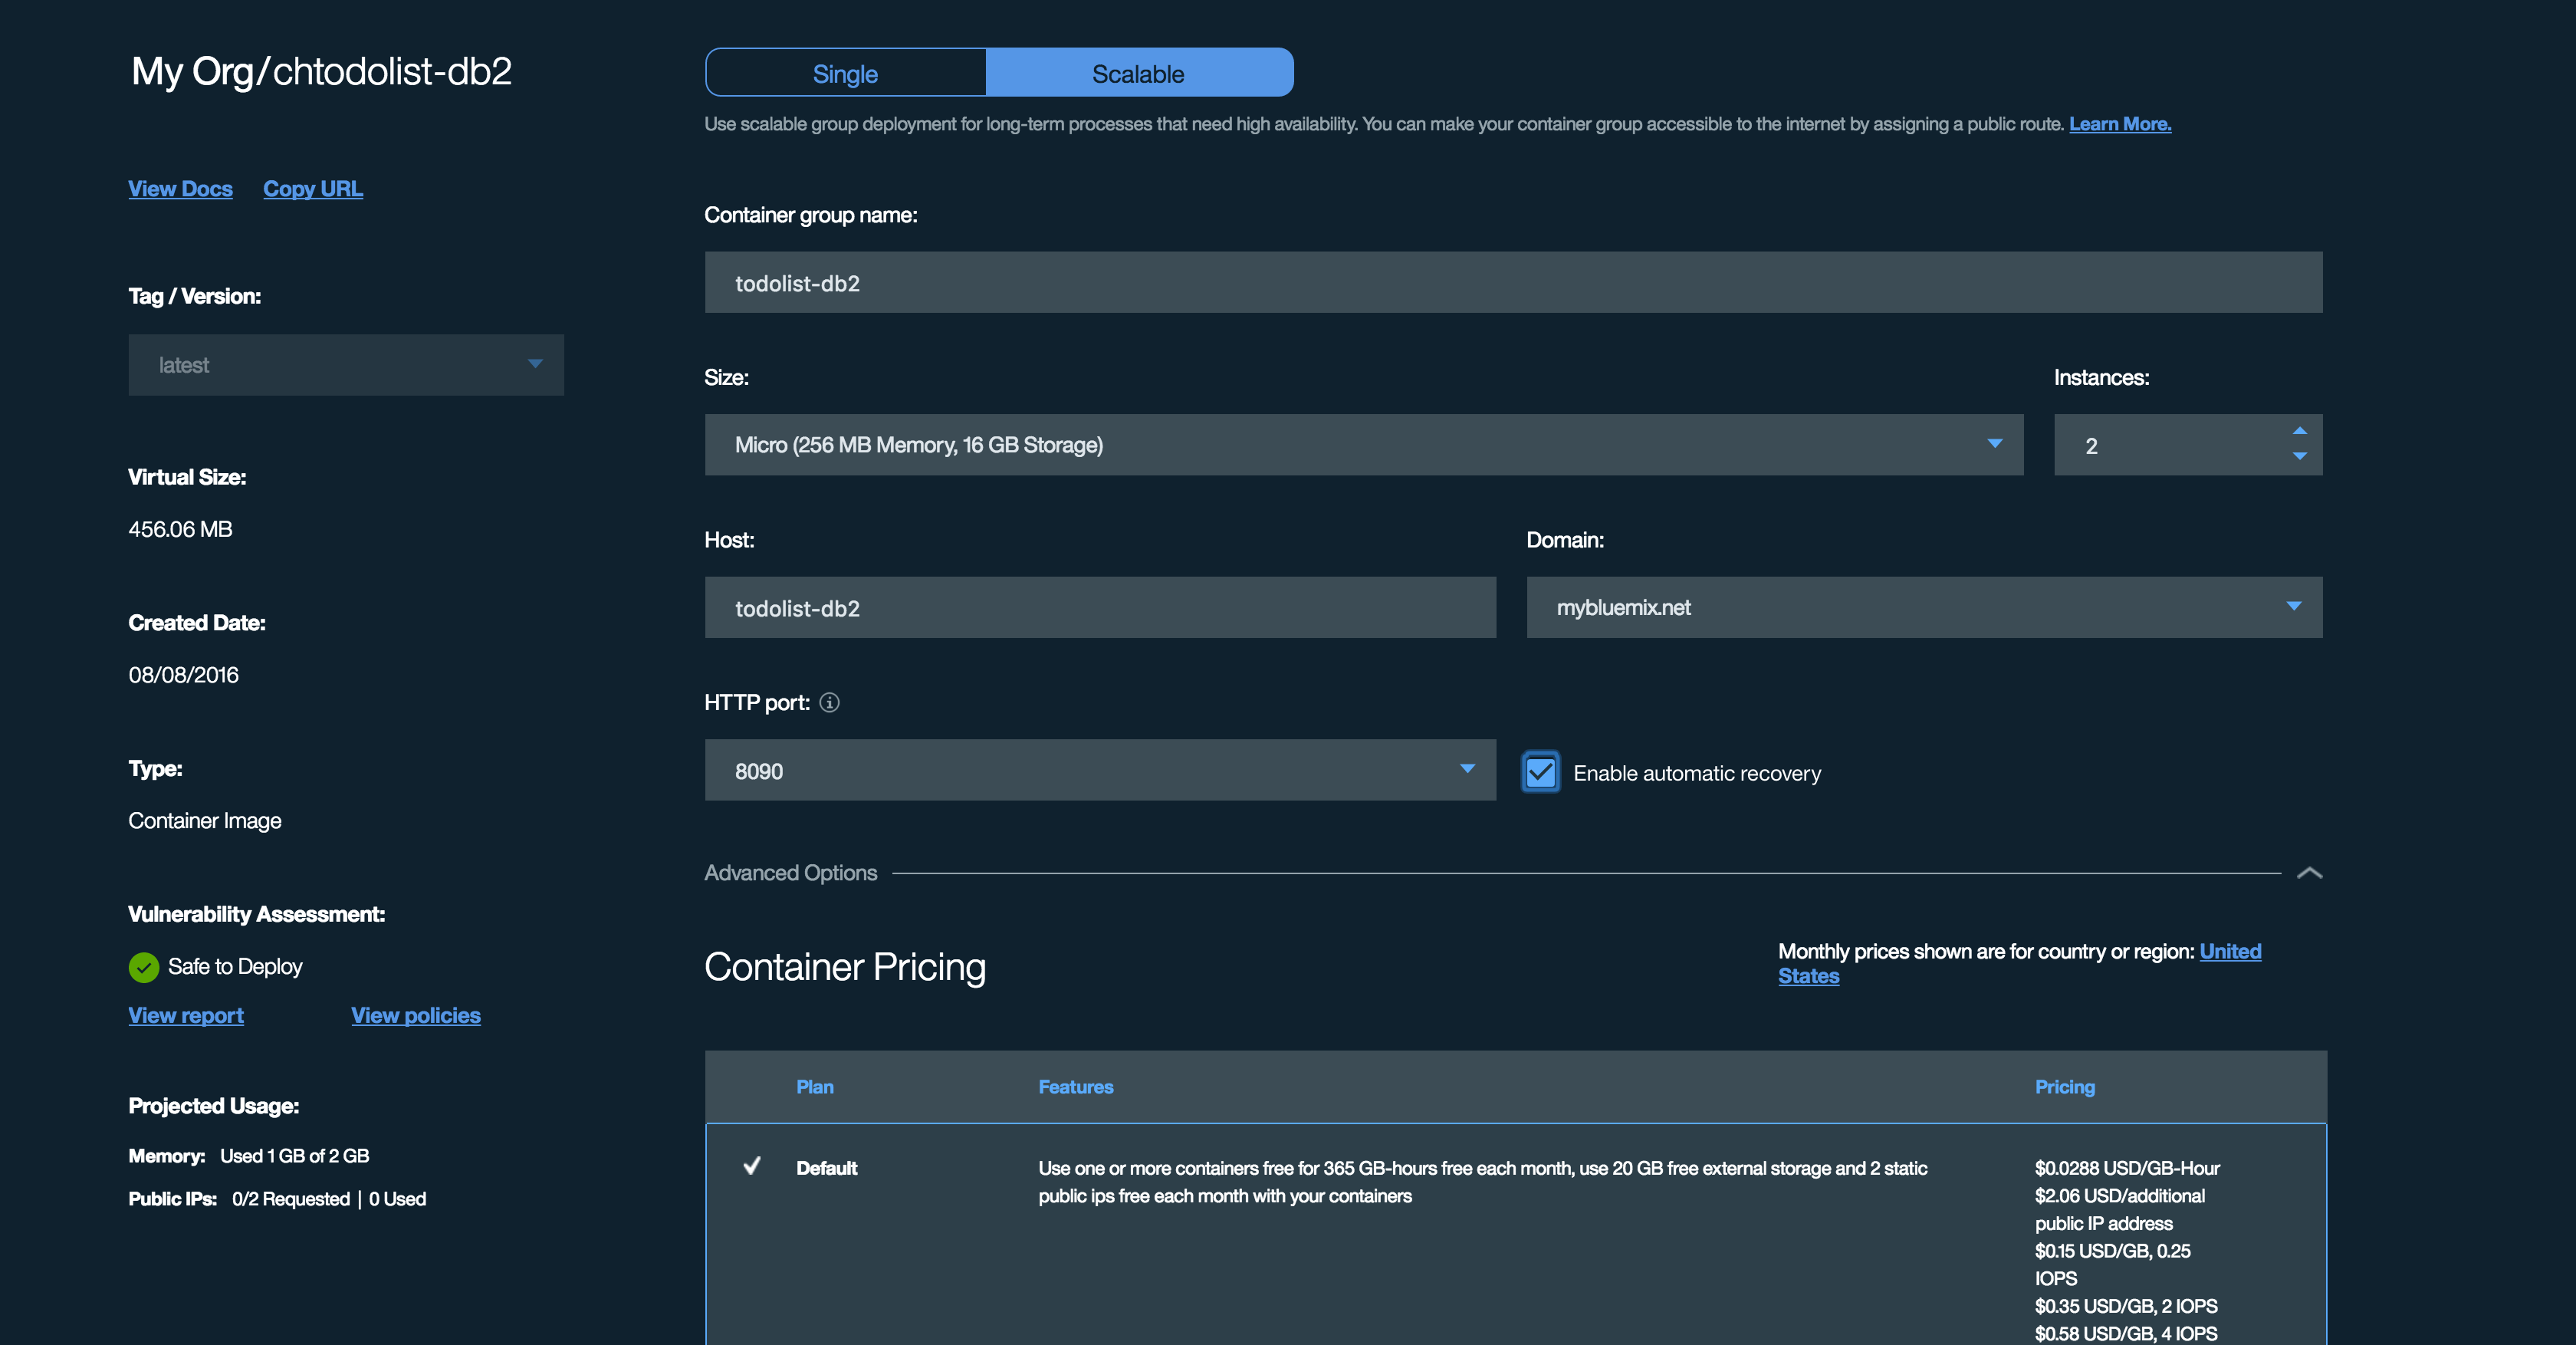 My Org/chtodolist-db2
View Docs Copy URL
Tag / Version:
latest
Virtual Size:
456.06 MB
Created Date:
08/08/2016
Type:
Container Image
Vulnerability Assessment:
Safe to Deploy
View report View policies
Projected Usage:
Memory: Used 1 GB of 2 GB
Public IPs: 0/2 Requested | 0 Used
Single Scalable
Use scalable group deployment for long-term processes that need high availability. You can make your container group accessible to the internet by assigning a public route. Learn More.
Container group name:
todolist-db2
Size: Instances:
Micro (256 MB Memory, 16 GB Storage) 2
Host: Domain:
todolist-db2 mybluemix.net
HTTP port:
8090 Enable automatic recovery
Advanced Options
Container Pricing
Monthly prices shown are for country or region: United
States
Plan Features Pricing
Default
Use one or more containers free for 365 GB-hours free each month, use 20 GB free external storage and 2 static
public ips free each month with your containers
$0.0288 USD/GB-Hour
$2.06 USD/additional
public IP address
$0.15 USD/GB, 0.25
IOPS
$0.35 USD/GB, 2 IOPS
$0.58 USD/GB, 4 IOPS